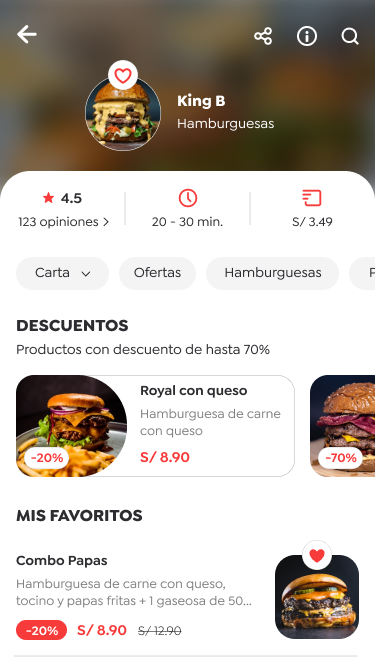 King B
Hamburguesas
4.5
123 opiniones >
20 - 30 min.
S/ 3.49
Carta
Ofertas
Hamburguesas
DESCUENTOS
Productos con descuento de hasta 70%
Royal con queso
Hamburguesa de carne
con queso
S/ 8.90
-20%
-70%
MIS FAVORITOS
Combo Papas
Hamburguesa de carne con queso,
tocino y papas fritas + 1 gaseosa de 50...
-20% S/ 8.90 S/ 12.90